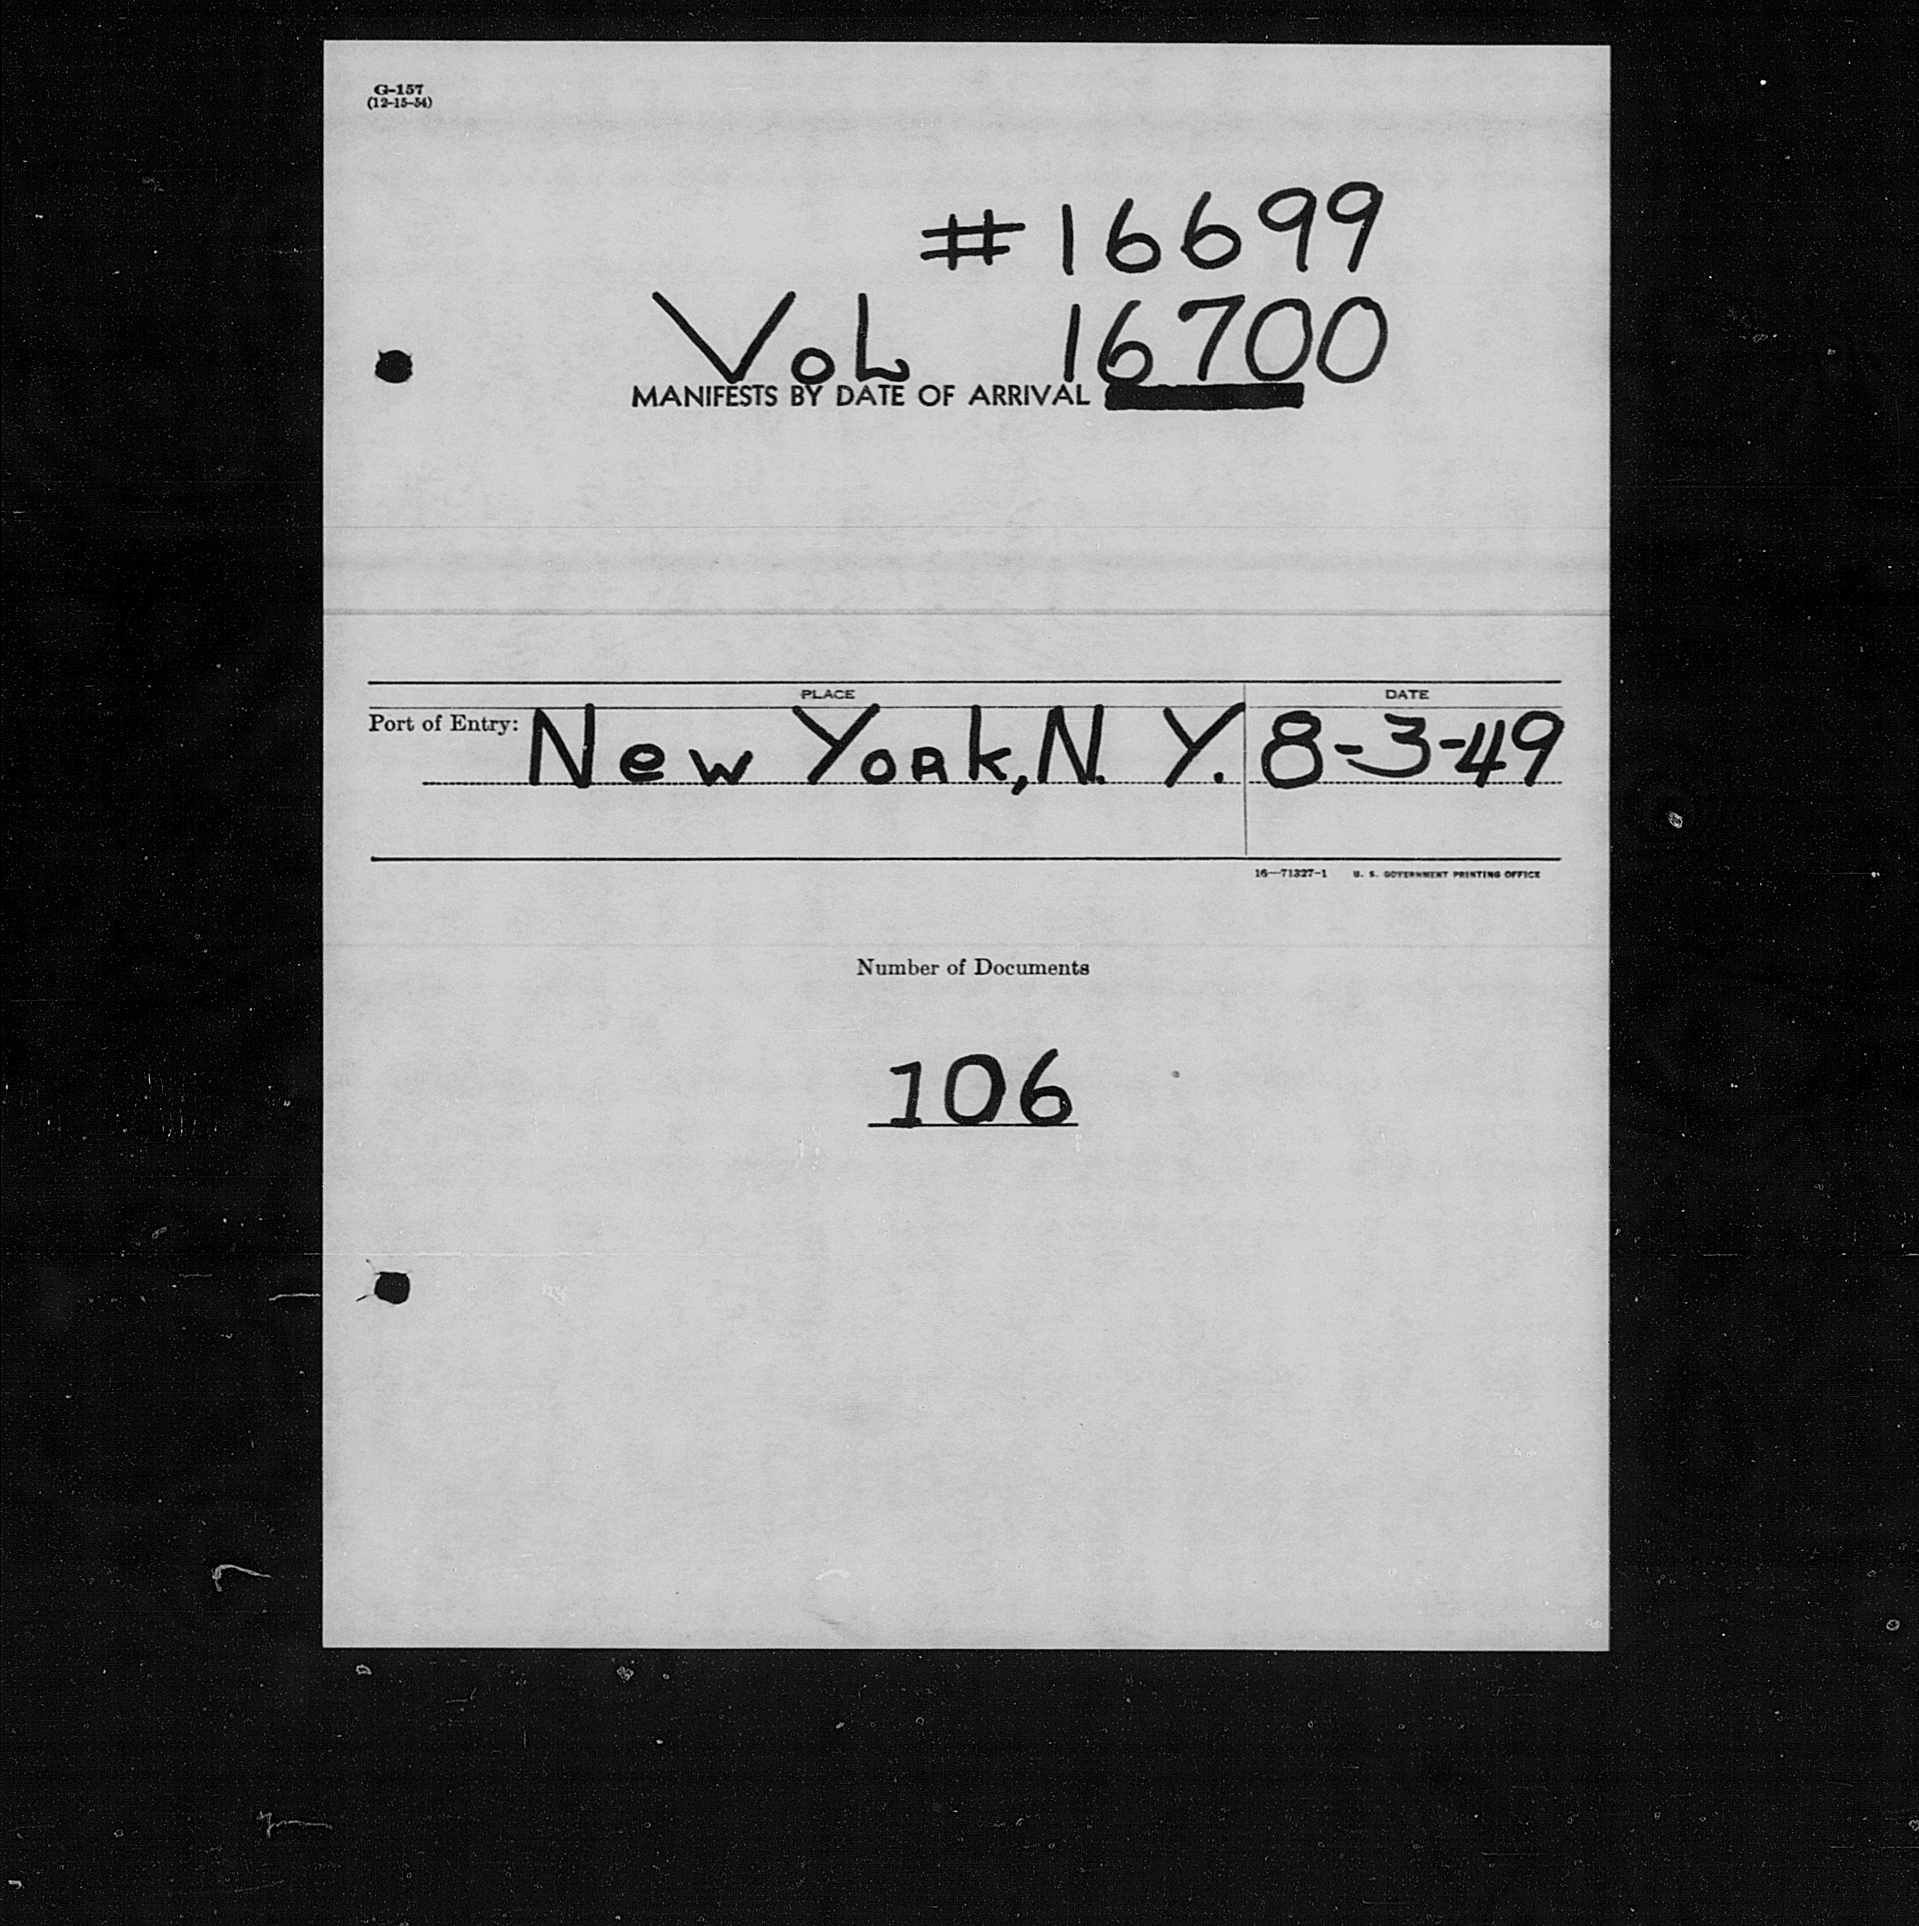 G-157
(12-15-54)
#16699
Vol 16700
MANIFESTS BY DATE OF ARRIVAL
PLACE DATE
Port of Entry: New York, N. Y. 8-3-49
16—71327-1 U. S. GOVERNMENT PRINTING OFFICE
Number of Documents
106